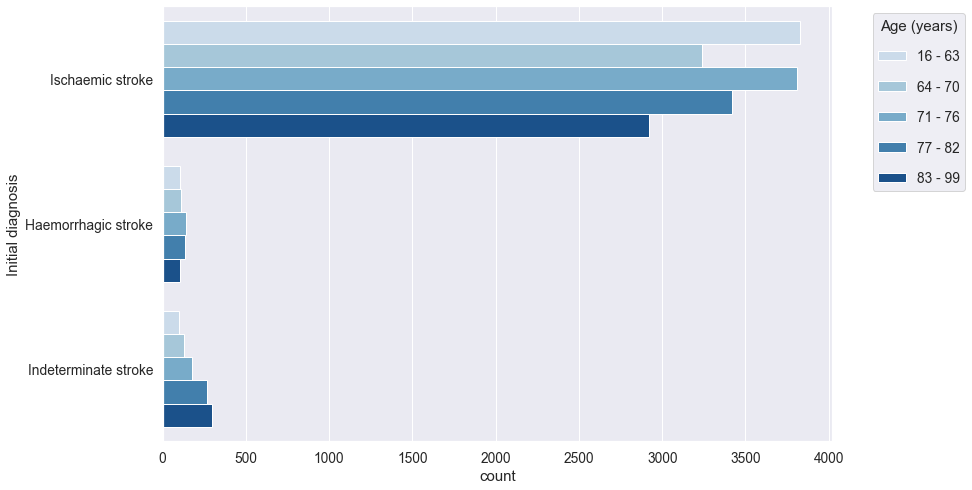 Age (years)
16 - 63
64 - 70
71 - 76
77 - 82
83 - 99
Initial diagnosis
Ischaemic stroke
Haemorrhagic stroke
Indeterminate stroke
0 500 1000 1500 2000 2500 3000 3500 4000
count